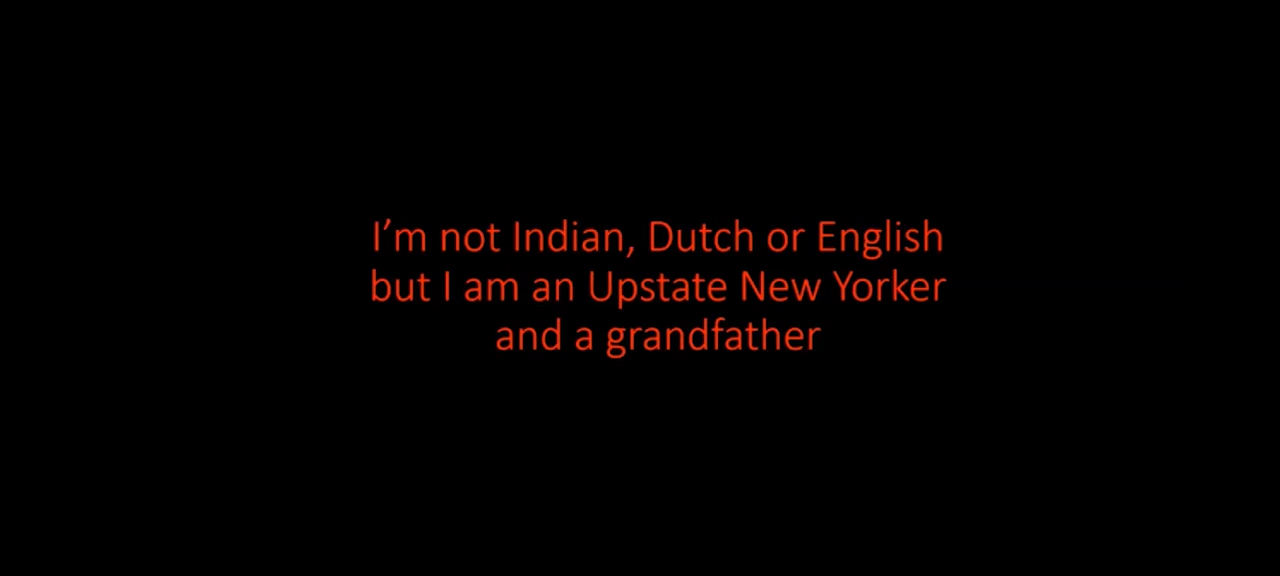 I’m not Indian, Dutch or English
but I am an Upstate New Yorker
and a grandfather